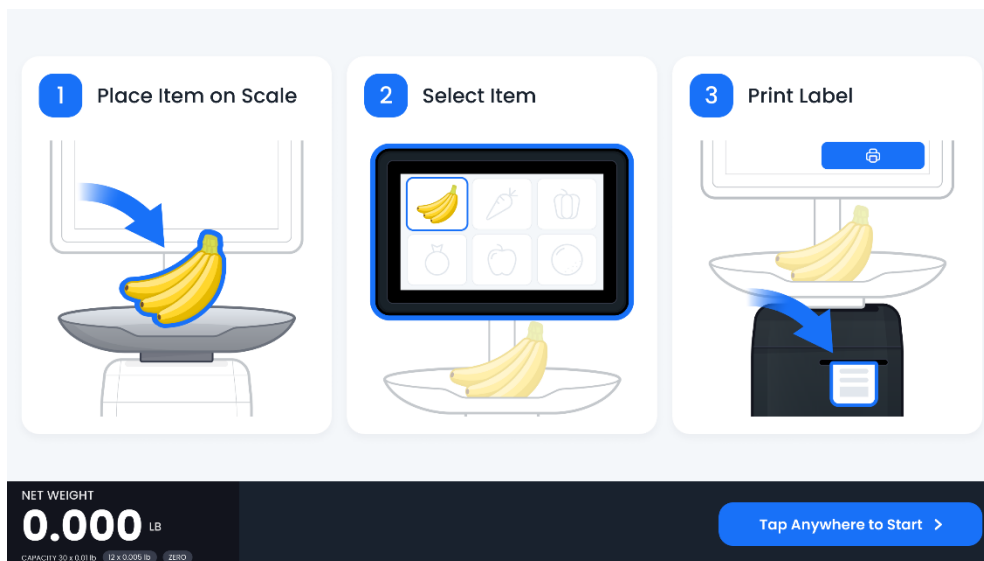 1 Place Item on Scale
2 Select Item
3 Print Label
NET WEIGHT
0.000 LB
CAPACITY 30 x 0.01 lb 12 x 0.005 lb ZERO
Tap Anywhere to Start >